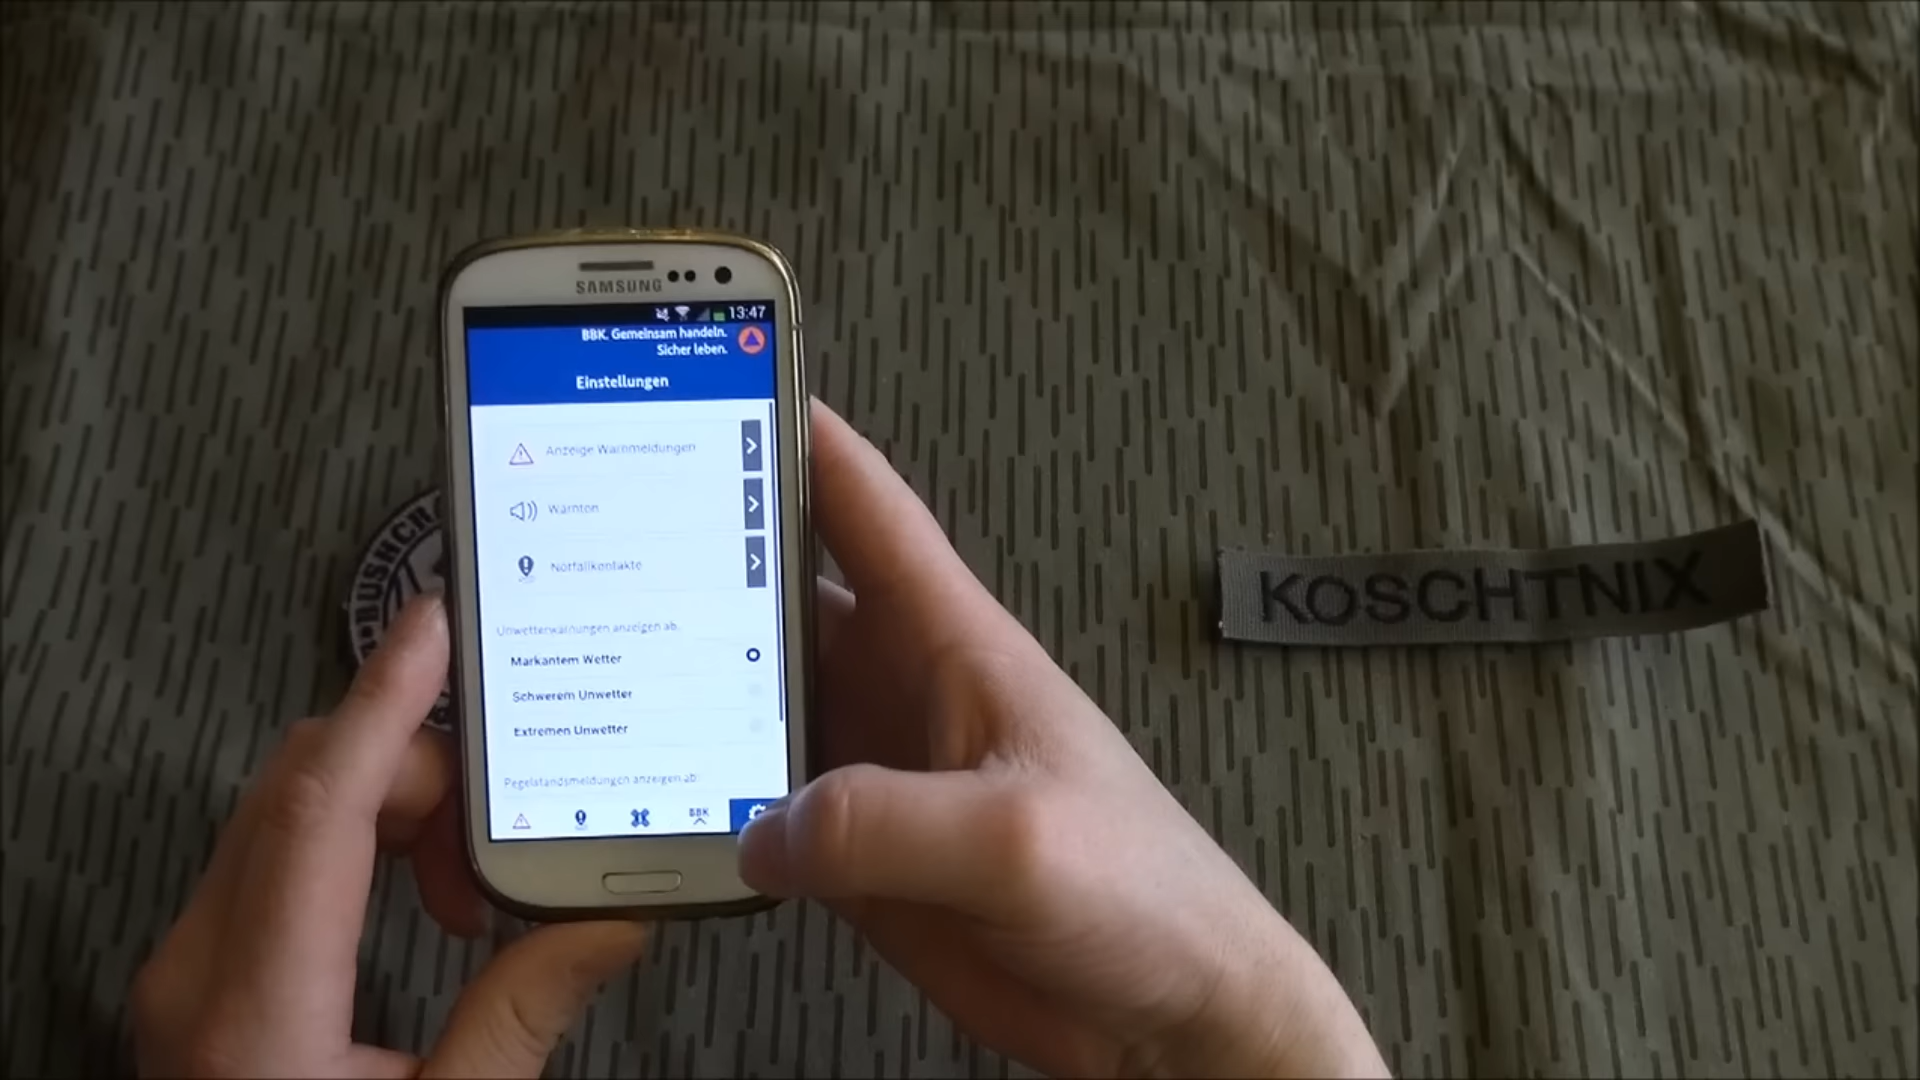 SAMSUNG
13:47
BBK. Gemeinsam handeln.
Sicher leben.
Einstellungen
Anzeige Warnmeldungen
Warnton
Notfallkontakte
Unwetterwarnungen anzeigen ab:
Markantem Wetter
Schwerem Unwetter
Extremen Unwetter
Pegelstandsmeldungen anzeigen ab:
BBK
BUSHCR
KOSCHTNIX